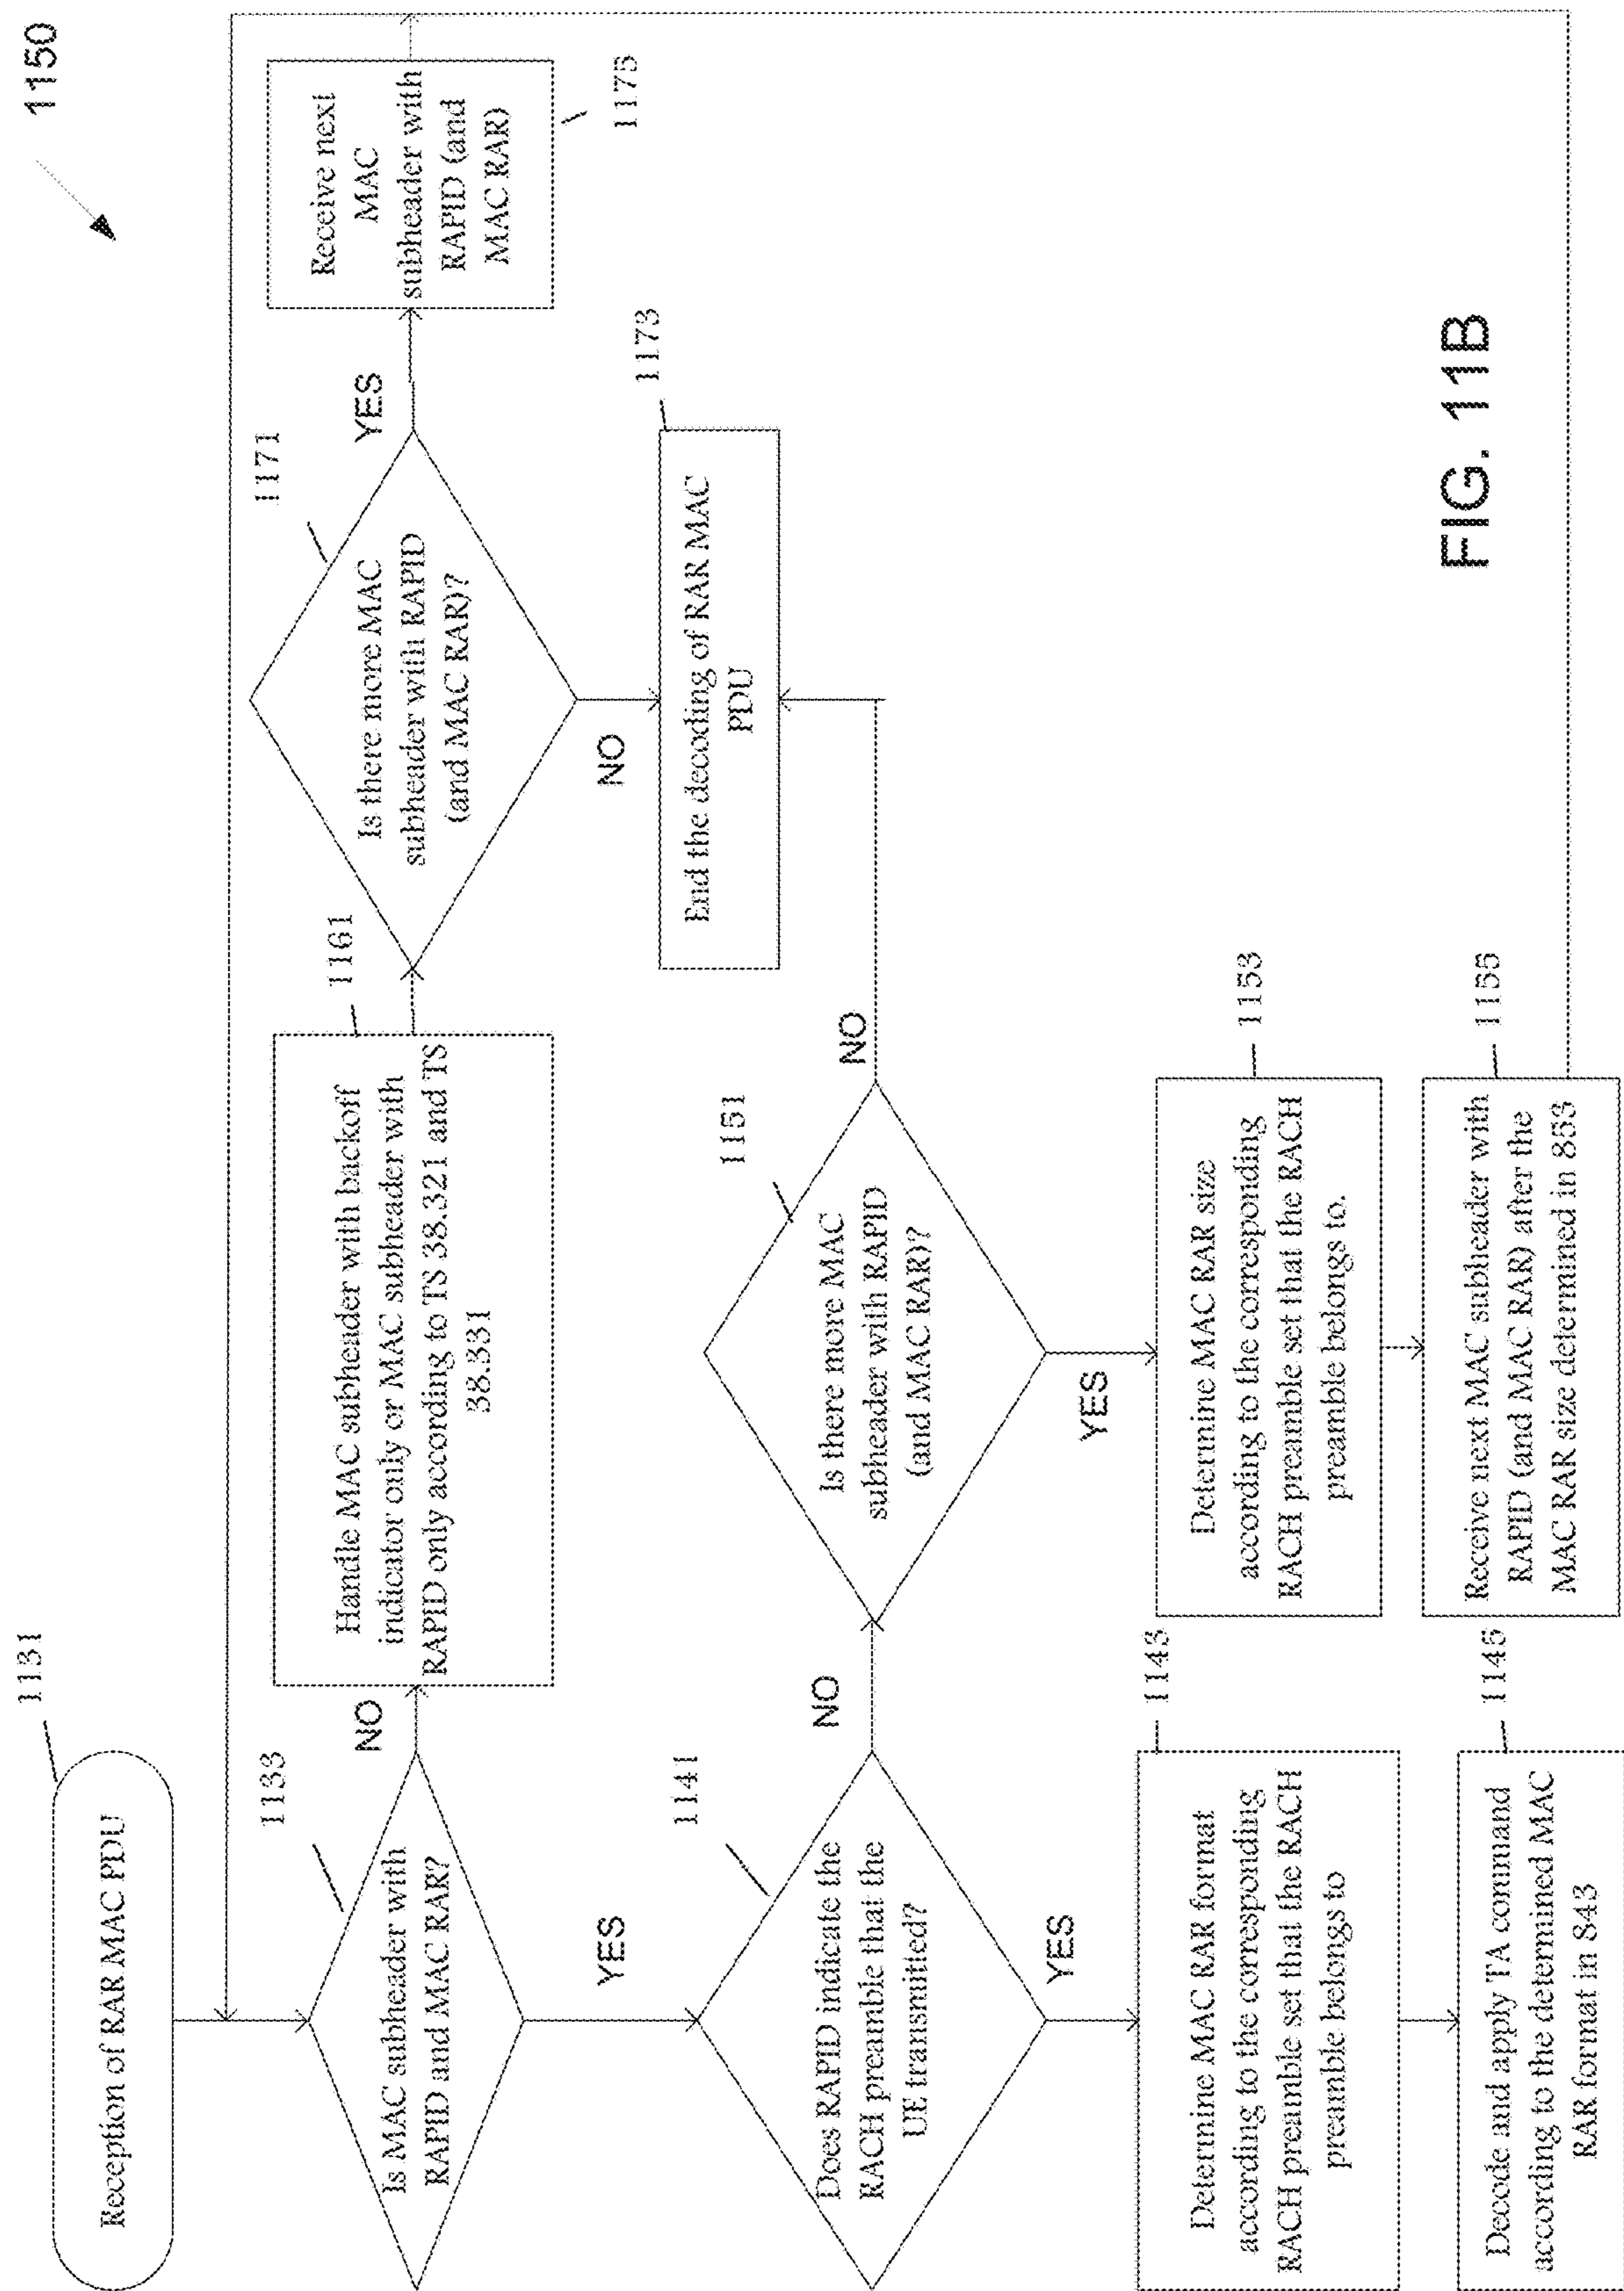 1150
1131
Reception of RAR MAC PDU
1133
Is MAC subheader with
RAPID and MAC RAR?
NO
YES
1161
Handle MAC subheader with backoff
indicator only or MAC subheader with
RAPID only according to TS 38.321 and TS
38.331
1171
Is there more MAC
subheader with RAPID
(and MAC RAR)?
YES
NO
Receive next
MAC
subheader with
RAPID (and
MAC RAR)
1175
1173
End the decoding of RAR MAC
PDU
1141
Does RAPID indicate the
RACH preamble that the
UE transmitted?
NO
YES
1151
Is there more MAC
subheader with RAPID
(and MAC RAR)?
NO
YES
1143
Determine MAC RAR format
according to the corresponding
RACH preamble set that the RACH
preamble belongs to
1145
Decode and apply TA command
according to the determined MAC
RAR format in 843
1153
Determine MAC RAR size
according to the corresponding
RACH preamble set that the RACH
preamble belongs to.
1155
Receive next MAC subheader with
RAPID (and MAC RAR) after the
MAC RAR size determined in 853
FIG. 11B